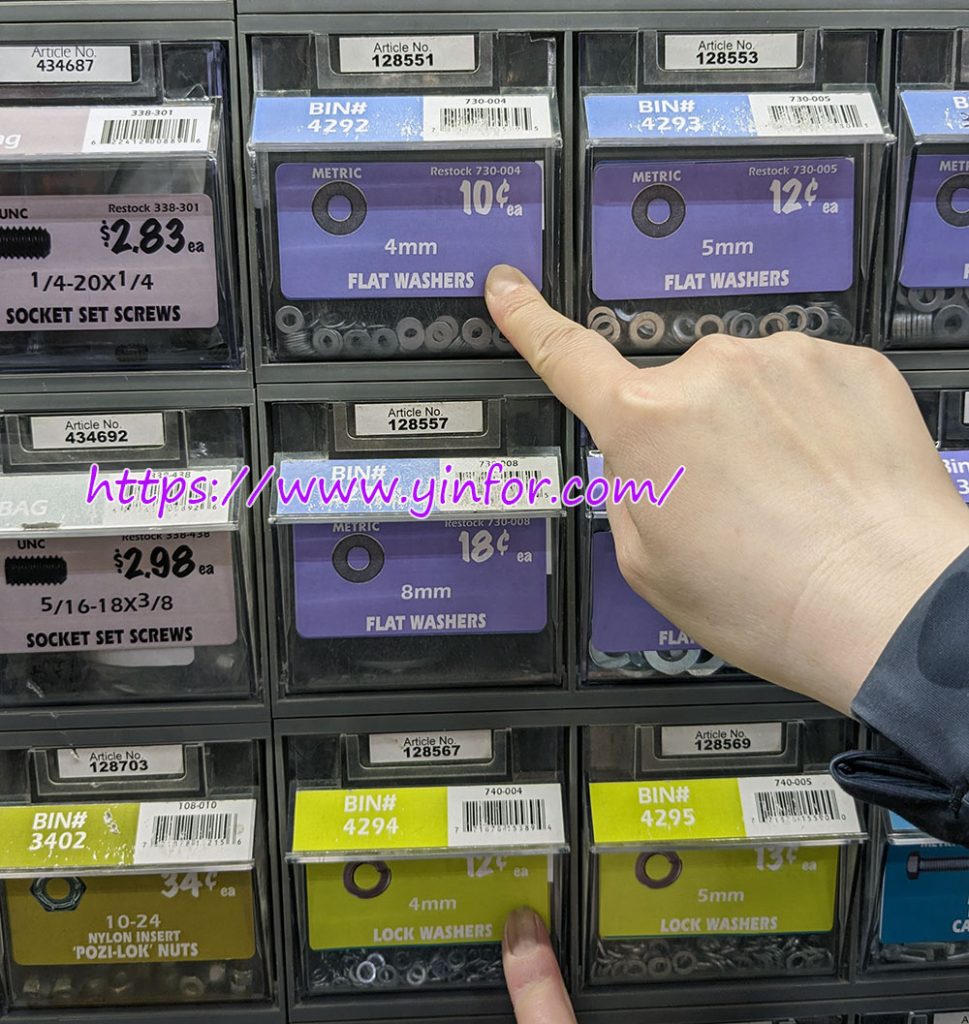 Article No.
434687
338-301
ag
UNC
Restock 338-301
$2.83 ea
1/4-20X1/4
SOCKET SET SCREWS
Article No.
128551
BIN#
4292
730-004
METRIC
Restock 730-004
10¢ ea
4mm
FLAT WASHERS
Article No.
128553
BIN#
4293
730-005
METRIC
Restock 730-005
12¢ ea
5mm
FLAT WASHERS
Article No.
434692
338-438
BAG
UNC
Restock 338-438
$2.98 ea
5/16-18X3/8
SOCKET SET SCREWS
Article No.
128557
BIN#
730-008
METRIC
Restock 730-008
18¢ ea
8mm
FLAT WASHERS
https://www.yinfor.com/
Article No.
128703
BIN#
3402
108-010
34¢ ea
10-24
NYLON INSERT
'POZI-LOK' NUTS
Article No.
128567
BIN#
4294
740-004
12¢ ea
4mm
LOCK WASHERS
Article No.
128569
BIN#
4295
740-005
13¢ ea
5mm
LOCK WASHERS